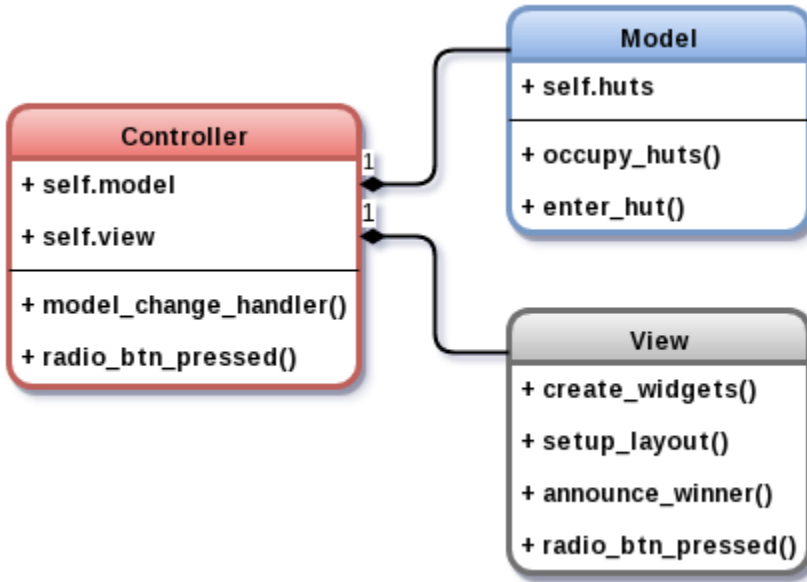 Controller
+ self.model
+ self.view
+ model_change_handler()
+ radio_btn_pressed()
1
1
Model
+ self.huts
+ occupy_huts()
+ enter_hut()
View
+ create_widgets()
+ setup_layout()
+ announce_winner()
+ radio_btn_pressed()